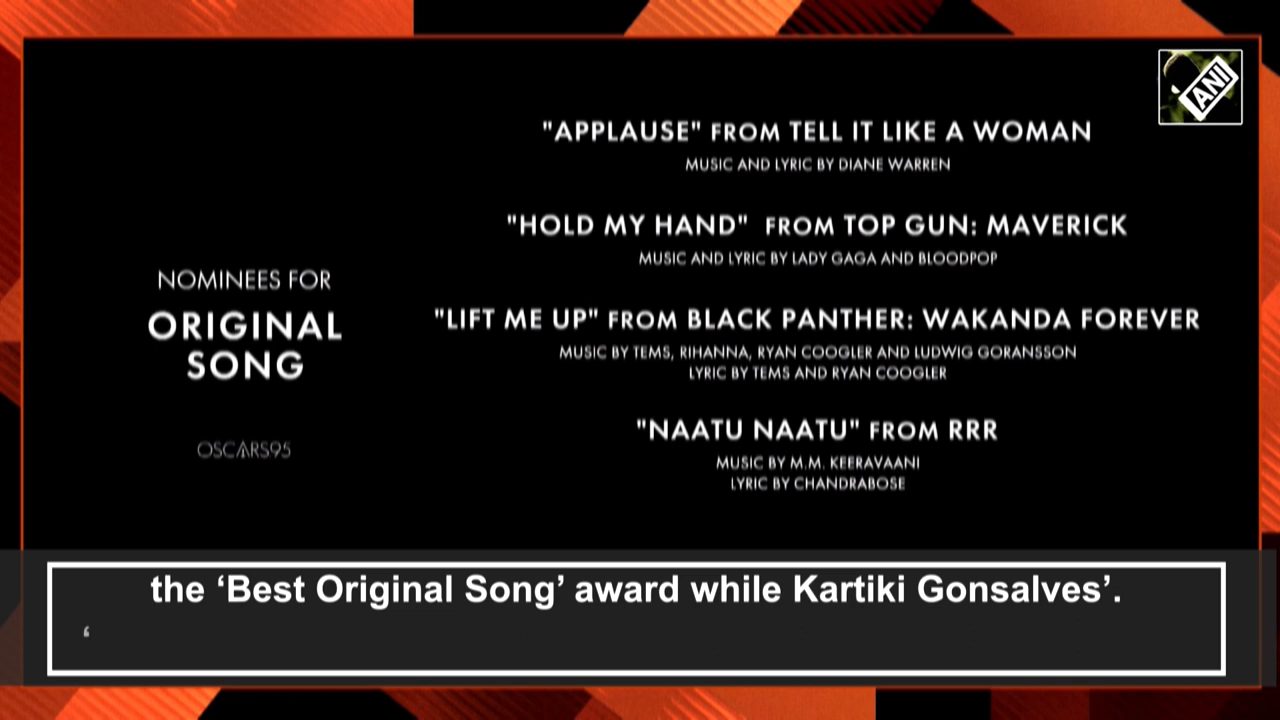 ANI
"APPLAUSE" FROM TELL IT LIKE A WOMAN
MUSIC AND LYRIC BY DIANE WARREN
"HOLD MY HAND" FROM TOP GUN: MAVERICK
MUSIC AND LYRIC BY LADY GAGA AND BLOODPOP
NOMINEES FOR
ORIGINAL
SONG
"LIFT ME UP" FROM BLACK PANTHER: WAKANDA FOREVER
MUSIC BY TEMS, RIHANNA, RYAN COOGLER AND LUDWIG GORANSSON
LYRIC BY TEMS AND RYAN COOGLER
"NAATU NAATU" FROM RRR
MUSIC BY M.M. KEERAVAANI
LYRIC BY CHANDRABOSE
OSCARS95
the ‘Best Original Song’ award while Kartiki Gonsalves’.
‘